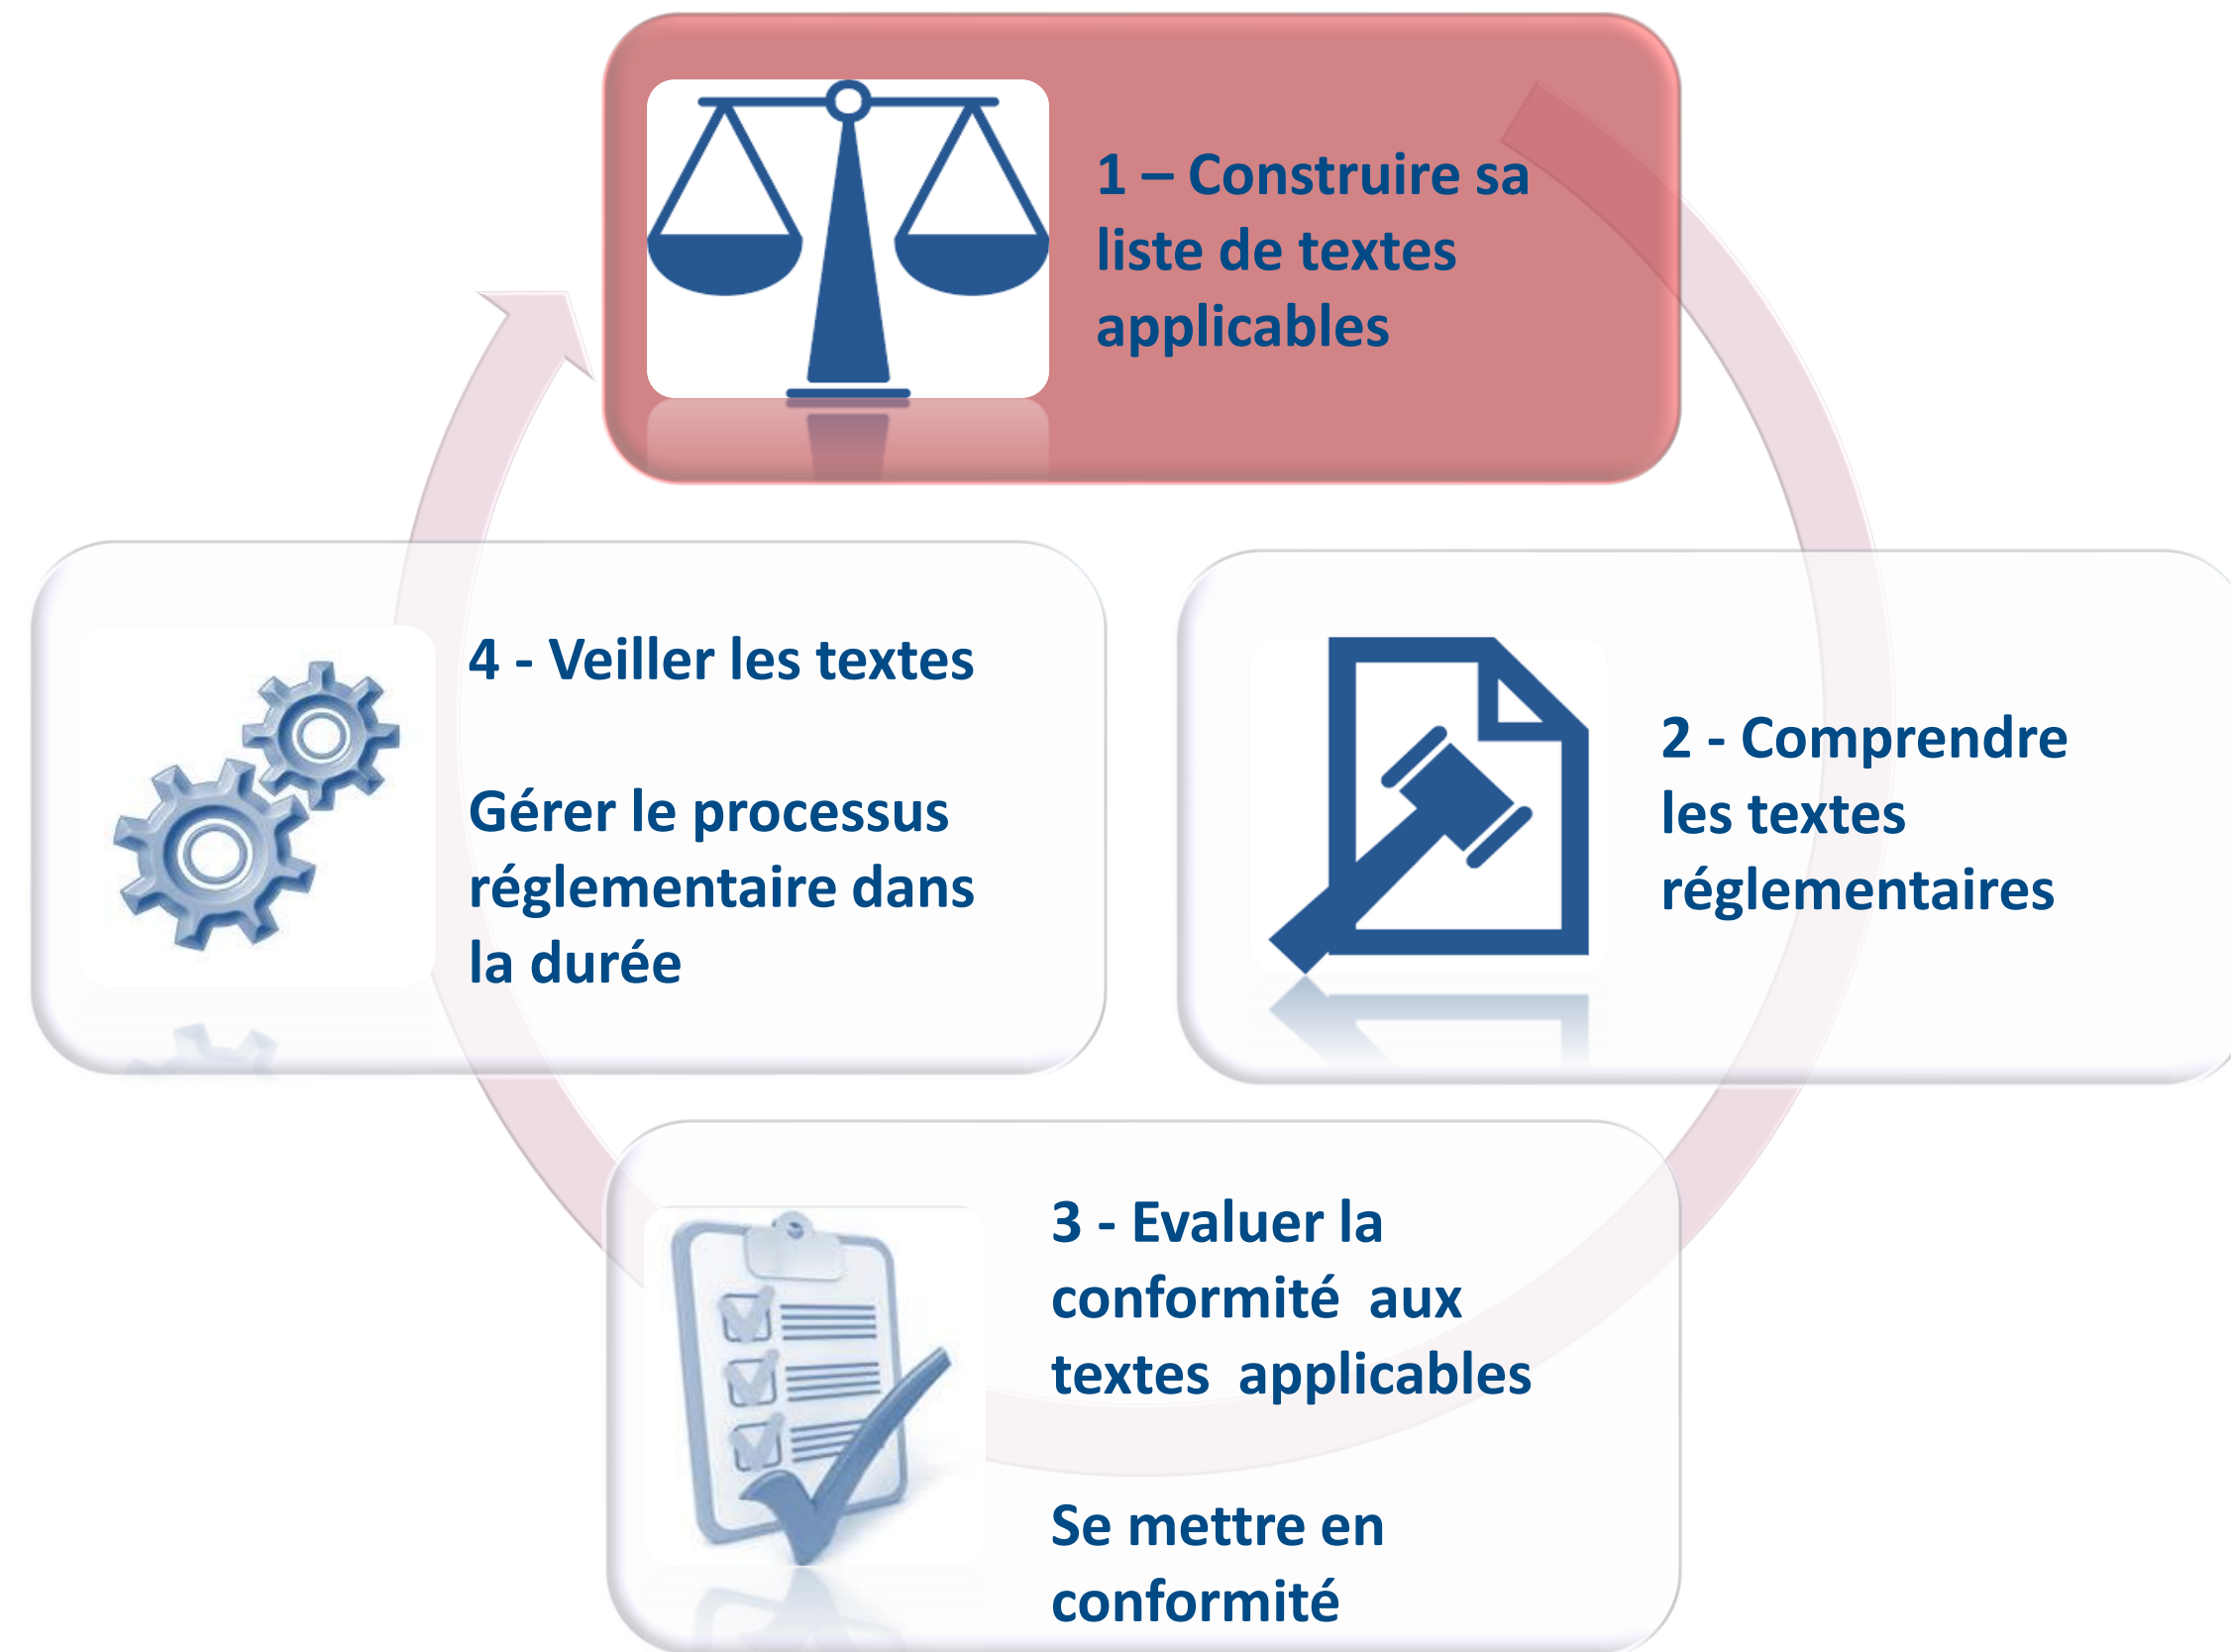 1 – Construire sa
liste de textes
applicables
2 - Comprendre
les textes
réglementaires
3 - Evaluer la
conformité  aux
textes  applicables
Se mettre en
conformité
4 - Veiller les textes
Gérer le processus
réglementaire dans
la durée